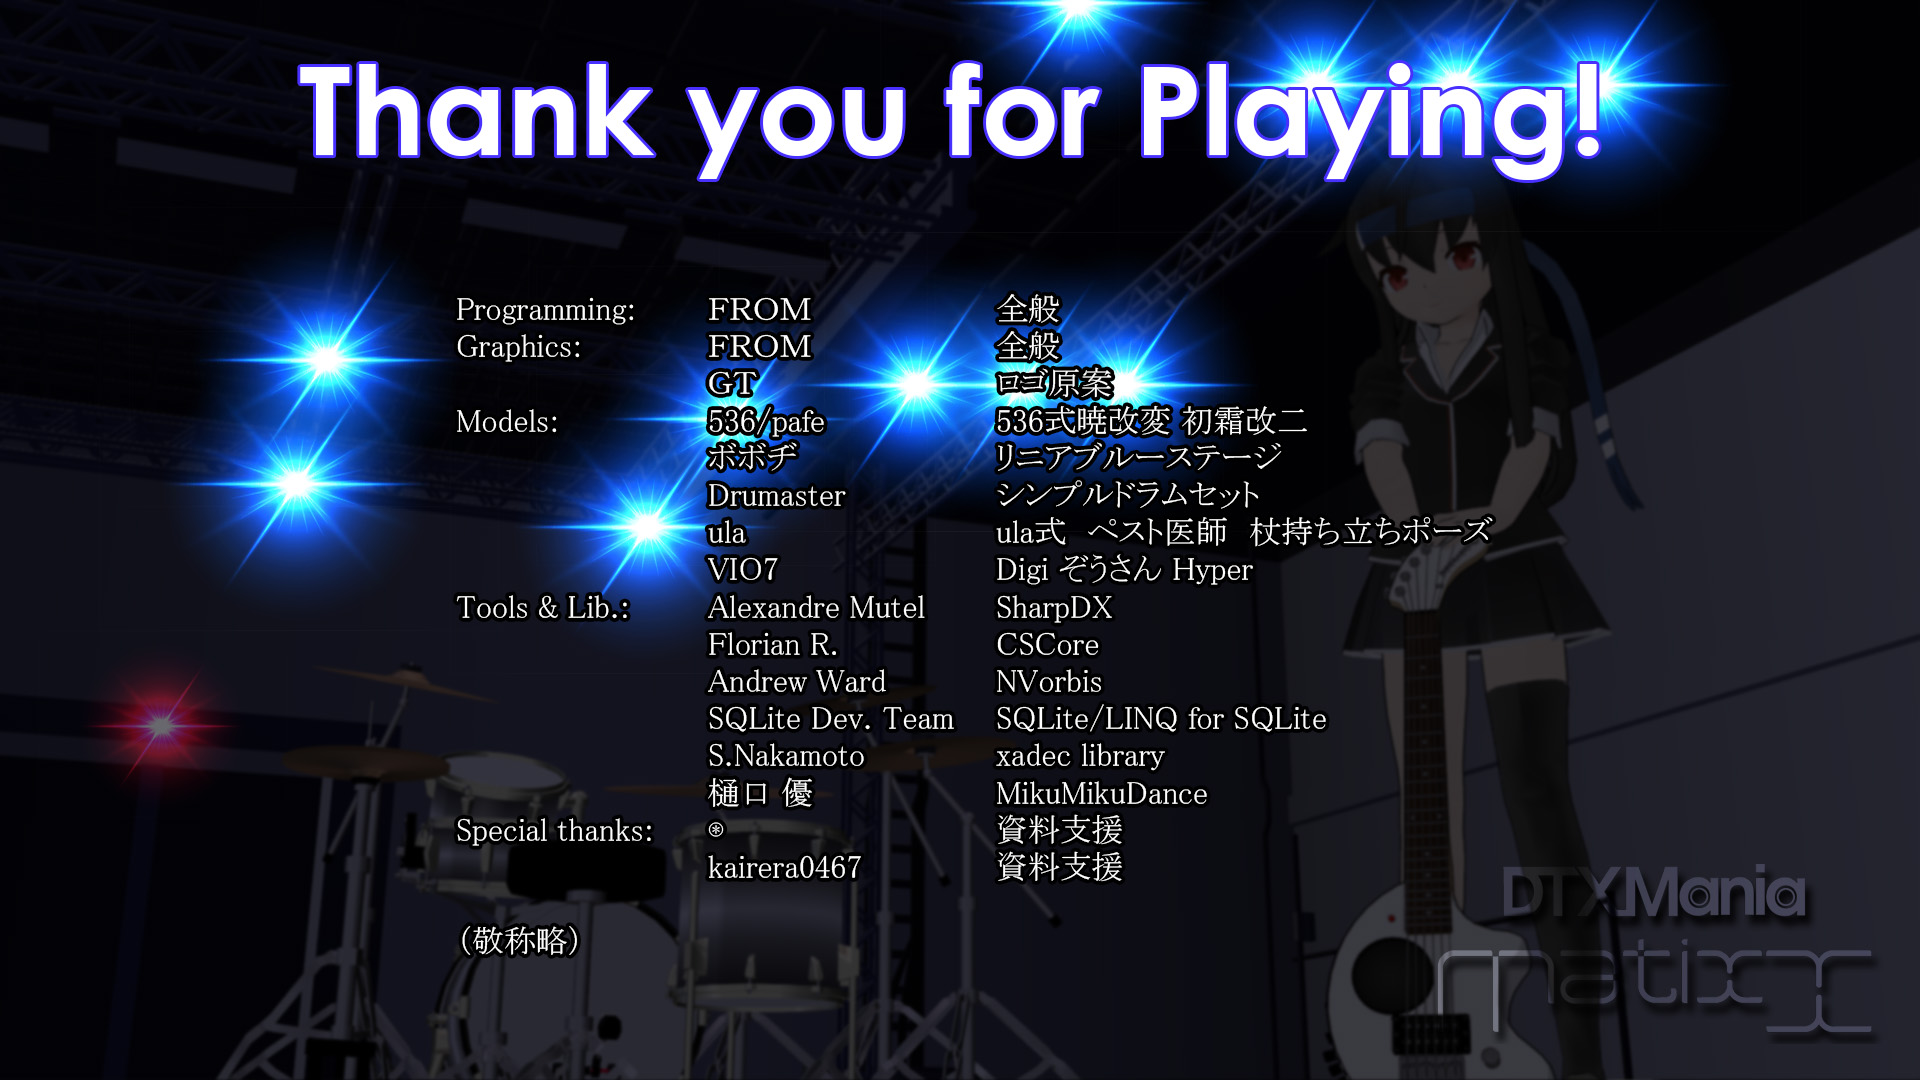 Thank you for Playing!
Programming: FROM 全般
Graphics: FROM 全般
GT ロゴ原案
Models: 536/pafe 536式暁改変 初霜改二
ボボヂ リニアブルーステージ
Drumaster シンプルドラムセット
ula ula式　ペスト医師　杖持ち立ちポーズ
VIO7 Digi ぞうさん Hyper
Tools & Lib.: Alexandre Mutel SharpDX
Florian R. CSCore
Andrew Ward NVorbis
SQLite Dev. Team SQLite/LINQ for SQLite
S.Nakamoto xadec library
樋口 優 MikuMikuDance
Special thanks: ⊛ 資料支援
kairera0467 資料支援
（敬称略）
DTXMania
matixx